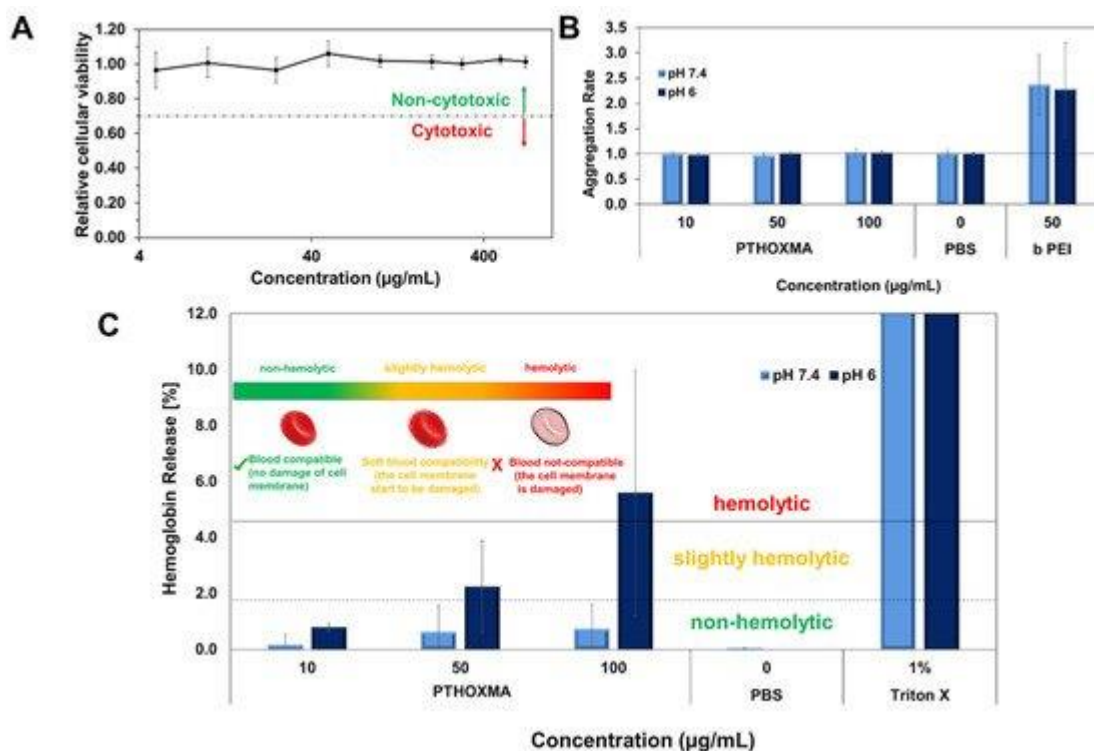 A
Relative cellular viability
1.20
1.00
0.80
0.60
0.40
0.20
0.00
Non-cytotoxic
Cytotoxic
4
40
400
Concentration (µg/mL)
B
Aggregation Rate
3.5
3.0
2.5
2.0
1.5
1.0
0.5
0.0
pH 7.4
pH 6
10
50
100
0
50
PTHOXMA
PBS
b PEI
Concentration (µg/mL)
C
Hemoglobin Release [%]
12.0
10.0
8.0
6.0
4.0
2.0
0.0
non-hemolytic
slightly hemolytic
hemolytic
Blood compatible
(no damage of cell
membrane)
Soft blood compatibility
(the cell membrane
start to be damaged)
X
Blood not-compatible
(the cell membrane
is damaged)
pH 7.4
pH 6
hemolytic
slightly hemolytic
non-hemolytic
10
50
100
0
1%
PTHOXMA
PBS
Triton X
Concentration (µg/mL)